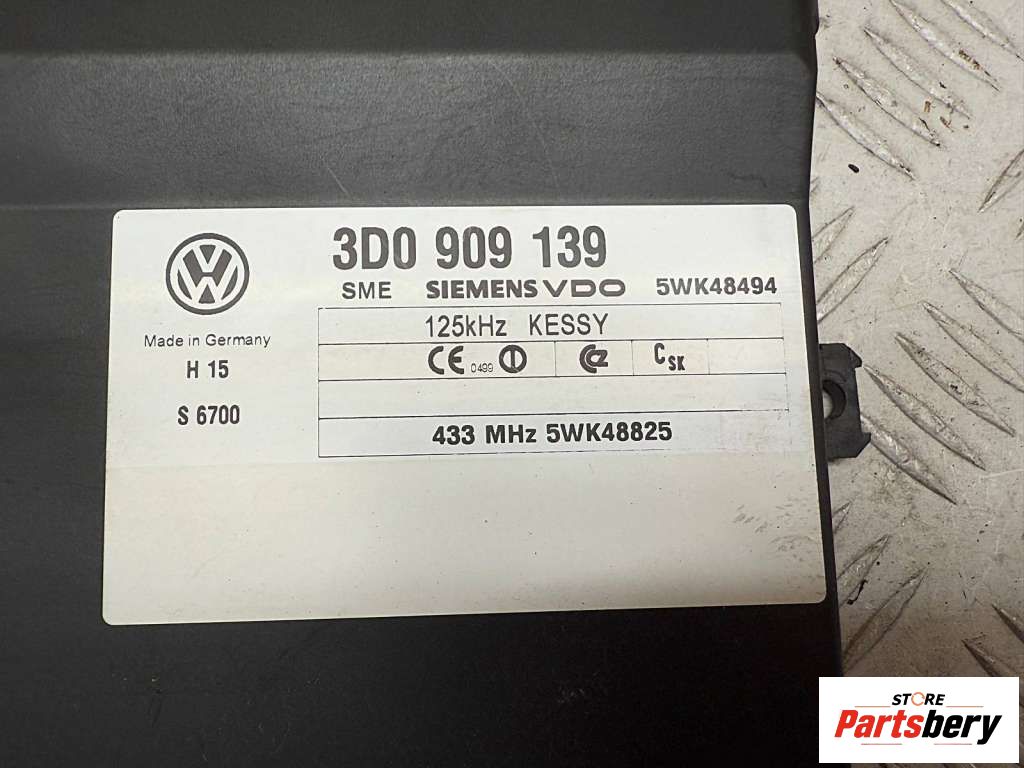 3D0 909 139
SME SIEMENS VDO 5WK48494
Made in Germany
H 15
S 6700
125kHz KESSY
CE 0499
CSK
433 MHz 5WK48825
STORE
Partsbery